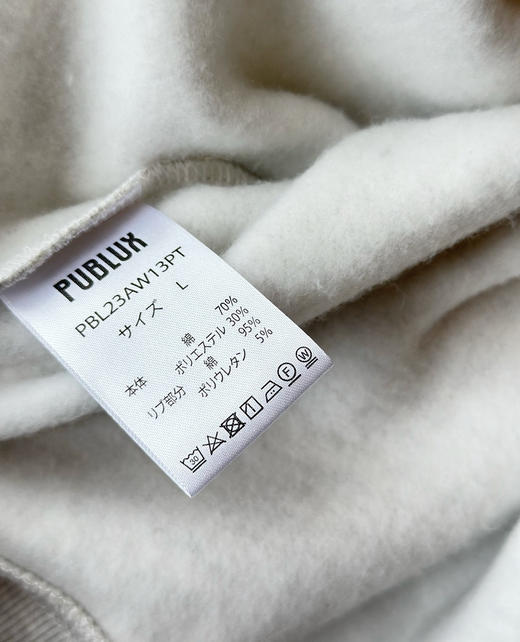 PUBLUX
PBL23AW13PT
サイズ L
本体 綿 70%
ポリエステル 30%
リブ部分 綿 95%
ポリウレタン 5%
30 F W